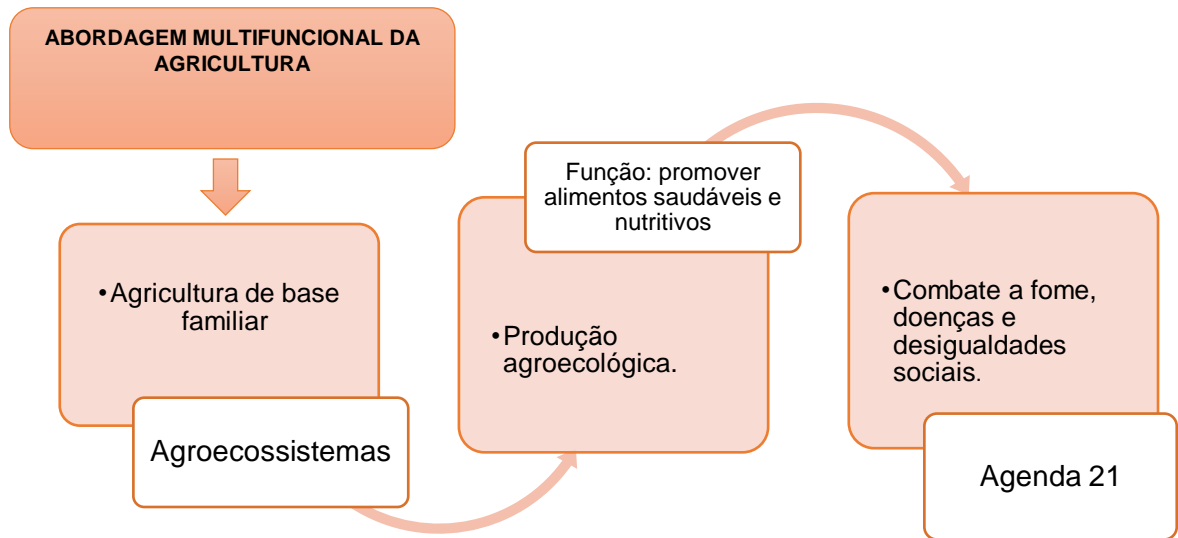 ABORDAGEM MULTIFUNCIONAL DA
AGRICULTURA
•Agricultura de base
familiar
Agroecossistemas
Função: promover
alimentos saudáveis e
nutritivos
•Produção
agroecológica.
•Combate a fome,
doenças e
desigualdades
sociais.
Agenda 21